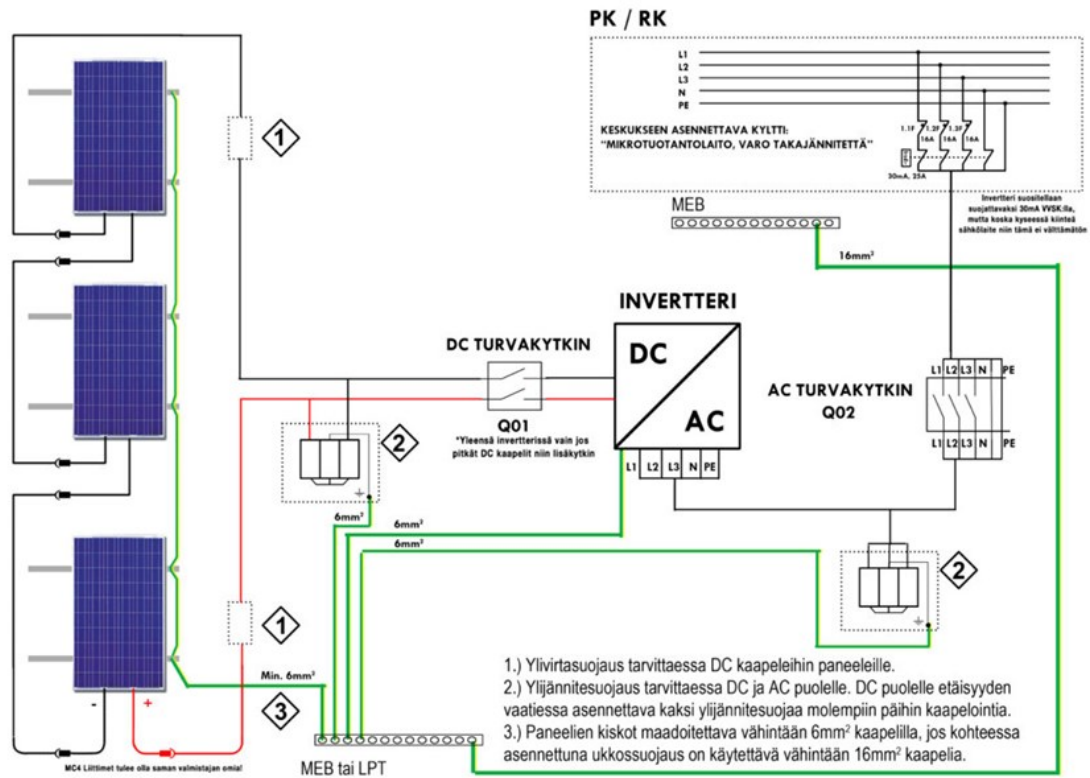 PK / RK
L1
L2
L3
N
PE
KESKUKSEEN ASENNETTAVA KYLTTI:
"MIKROTUOTANTOLAITO, VARO TAKAJÄNNITETTÄ"
1.1F 1.2F 1.3F
16A 16A 16A
30mA, 25A
Invertteri suositellaan
suojattavaksi 30mA VVSK:lla,
mutta koska kyseessä kiinteä
sähkölaite niin tämä ei välttämätön
MEB
16mm²
1
INVERTTERI
DC
AC
L1 L2 L3 N PE
DC TURVAKYTKIN
Q01
*Yleensä invertterissä vain jos
pitkät DC kaapelit niin lisäkytkin
AC TURVAKYTKIN
Q02
L1 L2 L3 N PE
L1 L2 L3 N PE
2
6mm²
6mm²
6mm²
2
1
Min. 6mm²
3
- +
MC4 Liittimet tulee olla saman valmistajan omia!
MEB tai LPT
1.) Ylivirtasuojaus tarvittaessa DC kaapeleihin paneeleille.
2.) Ylijännitesuojaus tarvittaessa DC ja AC puolelle. DC puolelle etäisyyden
vaatiessa asennettava kaksi ylijännitesuojaa molempiin päihin kaapelointia.
3.) Paneelien kiskot maadoitettava vähintään 6mm² kaapelilla, jos kohteessa
asennettuna ukkossuojaus on käytettävä vähintään 16mm² kaapelia.